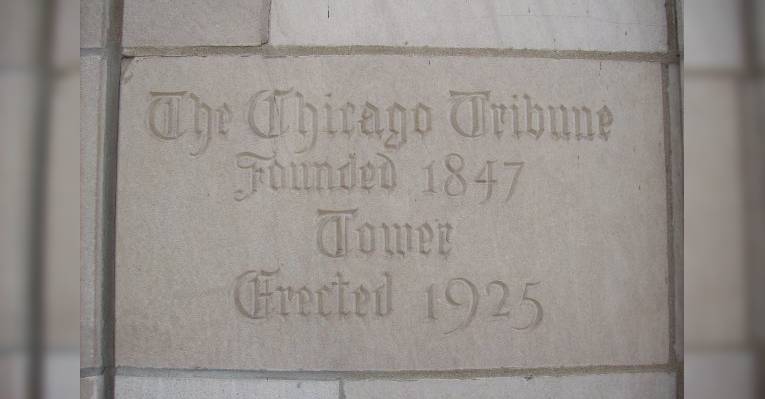 The Chicago Tribune
Founded 1847
Tower
Erected 1925